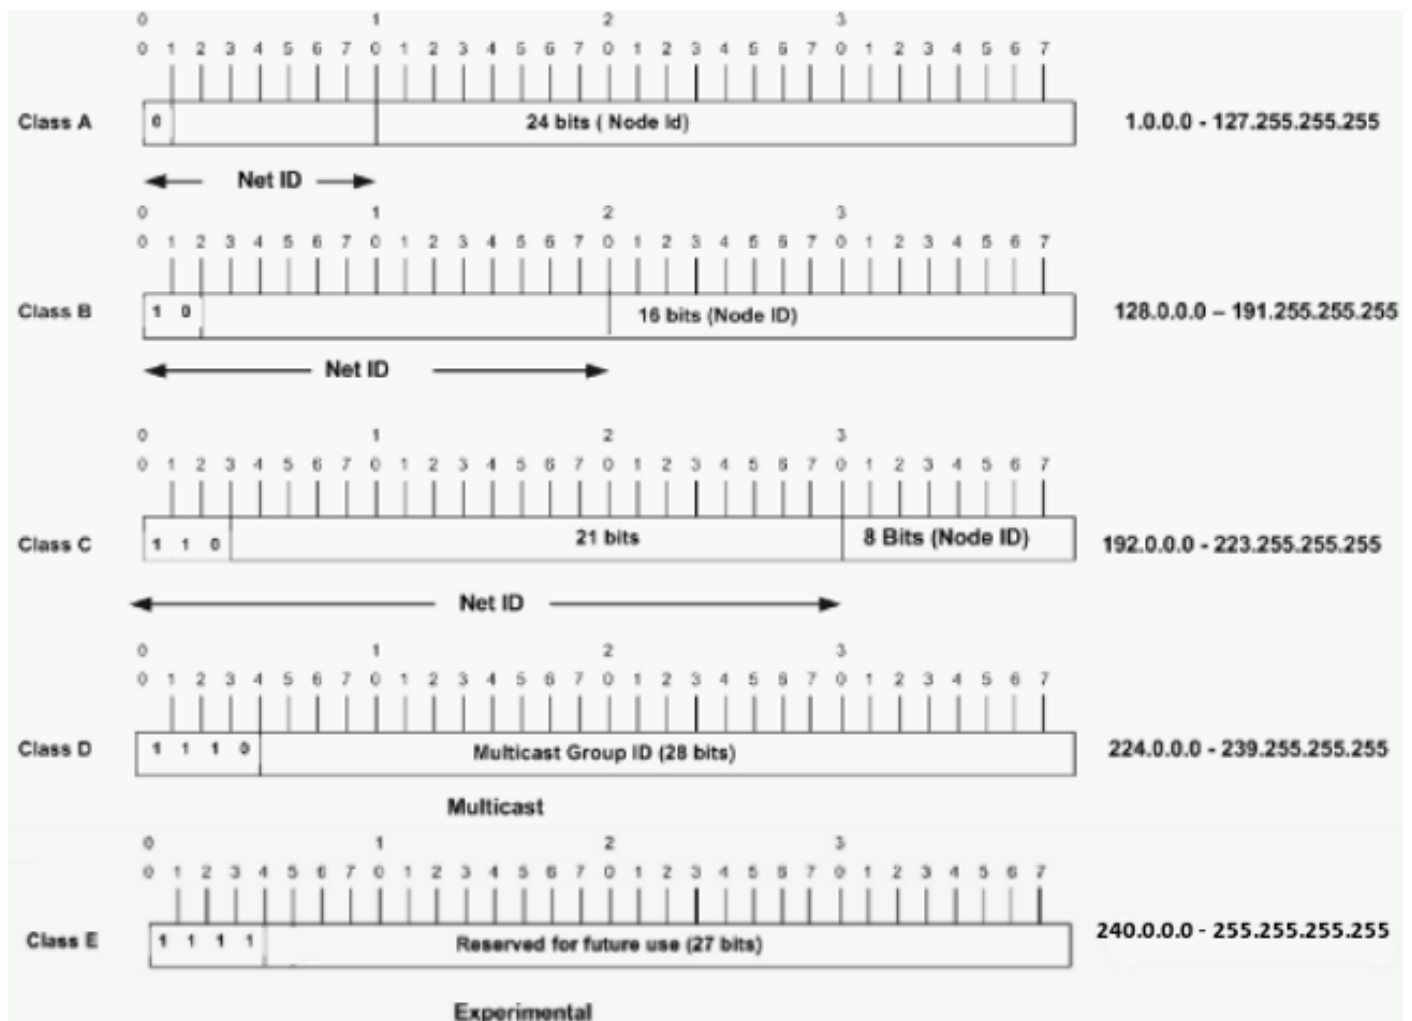 0 1 2 3
0 1 2 3 4 5 6 7 0 1 2 3 4 5 6 7 0 1 2 3 4 5 6 7 0 1 2 3 4 5 6 7
Class A 0 24 bits ( Node Id) 1.0.0.0 - 127.255.255.255
Net ID
0 1 2 3
0 1 2 3 4 5 6 7 0 1 2 3 4 5 6 7 0 1 2 3 4 5 6 7 0 1 2 3 4 5 6 7
Class B 1 0 16 bits (Node ID) 128.0.0.0 – 191.255.255.255
Net ID
0 1 2 3
0 1 2 3 4 5 6 7 0 1 2 3 4 5 6 7 0 1 2 3 4 5 6 7 0 1 2 3 4 5 6 7
Class C 1 1 0 21 bits 8 Bits (Node ID) 192.0.0.0 - 223.255.255.255
Net ID
0 1 2 3
0 1 2 3 4 5 6 7 0 1 2 3 4 5 6 7 0 1 2 3 4 5 6 7 0 1 2 3 4 5 6 7
Class D 1 1 1 0 Multicast Group ID (28 bits) 224.0.0.0 - 239.255.255.255
Multicast
0 1 2 3
0 1 2 3 4 5 6 7 0 1 2 3 4 5 6 7 0 1 2 3 4 5 6 7 0 1 2 3 4 5 6 7
Class E 1 1 1 1 Reserved for future use (27 bits) 240.0.0.0 - 255.255.255.255
Experimental